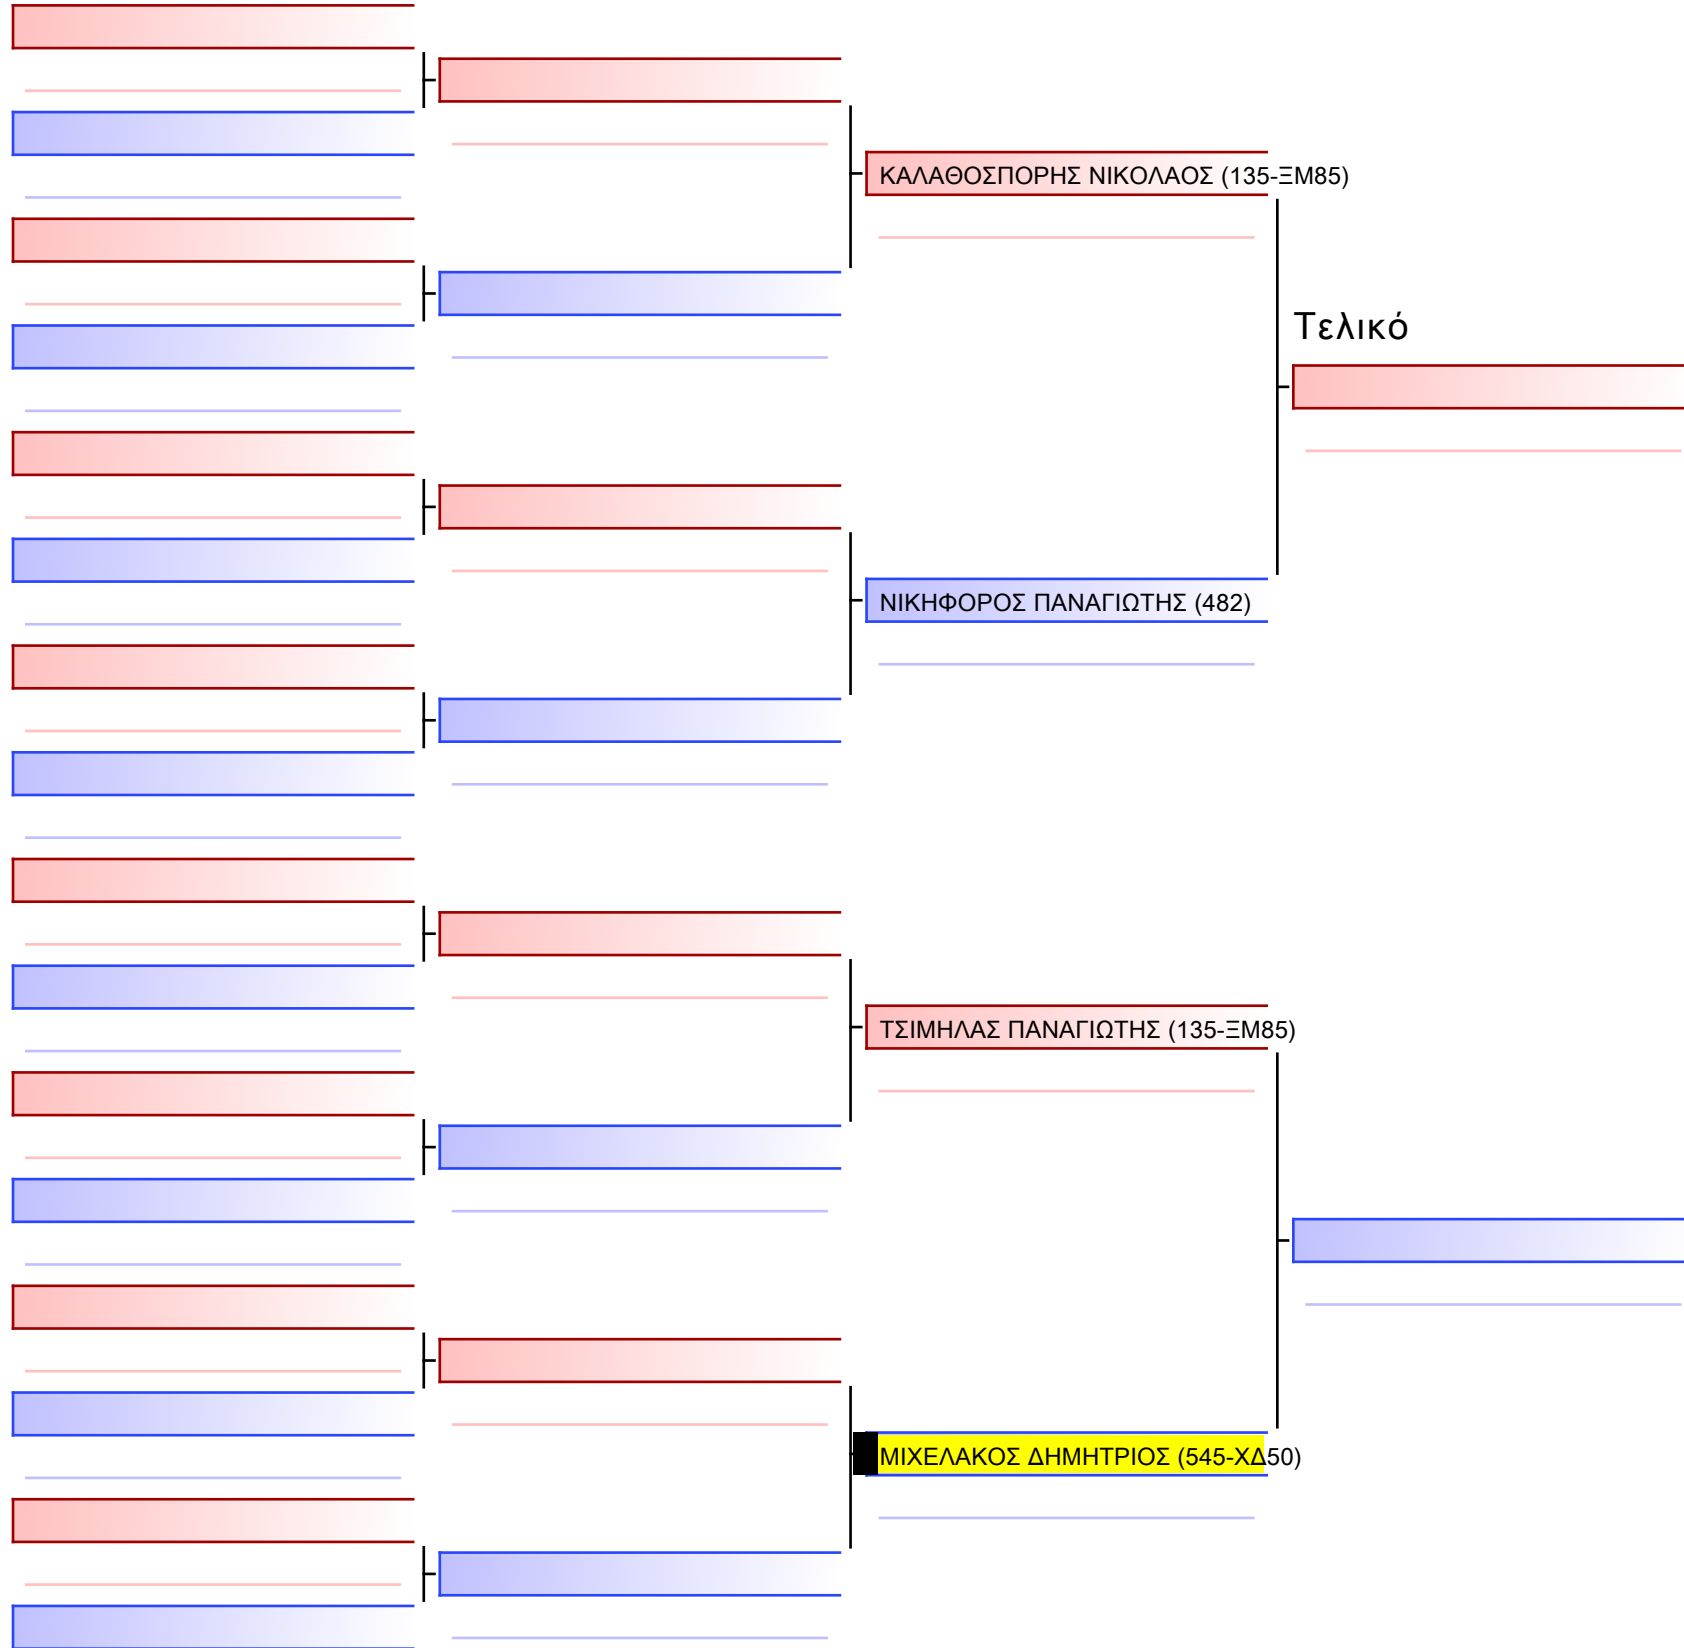 ΚΑΛΑΘΟΣΠΟΡΗΣ ΝΙΚΟΛΑΟΣ (135-ΞΜ85)
Τελικό
ΝΙΚΗΦΟΡΟΣ ΠΑΝΑΓΙΩΤΗΣ (482)
ΤΣΙΜΗΛΑΣ ΠΑΝΑΓΙΩΤΗΣ (135-ΞΜ85)
ΜΙΧΕΛΑΚΟΣ ΔΗΜΗΤΡΙΟΣ (545-ΧΔ50)